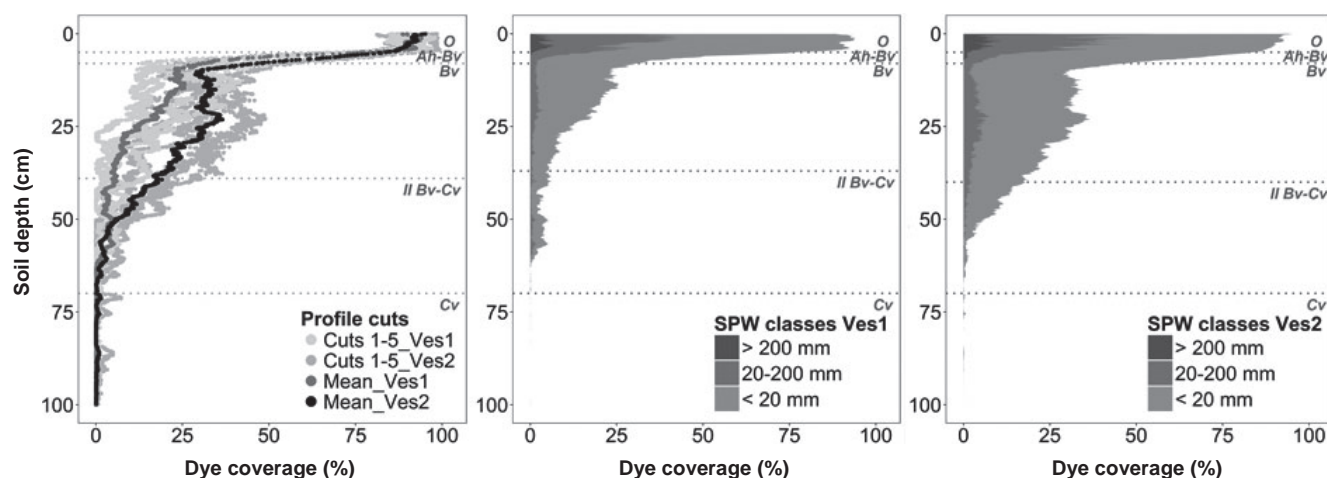 Soil depth (cm)
0
25
50
75
100
O
Ah-Bv
Bv
II Bv-Cv
Cv
Profile cuts
Cuts 1-5_Ves1
Cuts 1-5_Ves2
Mean_Ves1
Mean_Ves2
0 25 50 75 100
Dye coverage (%)
0
25
50
75
100
O
Ah-Bv
Bv
II Bv-Cv
Cv
SPW classes Ves1
> 200 mm
20-200 mm
< 20 mm
0 25 50 75 100
Dye coverage (%)
0
25
50
75
100
O
Ah-Bv
Bv
II Bv-Cv
Cv
SPW classes Ves2
> 200 mm
20-200 mm
< 20 mm
0 25 50 75 100
Dye coverage (%)